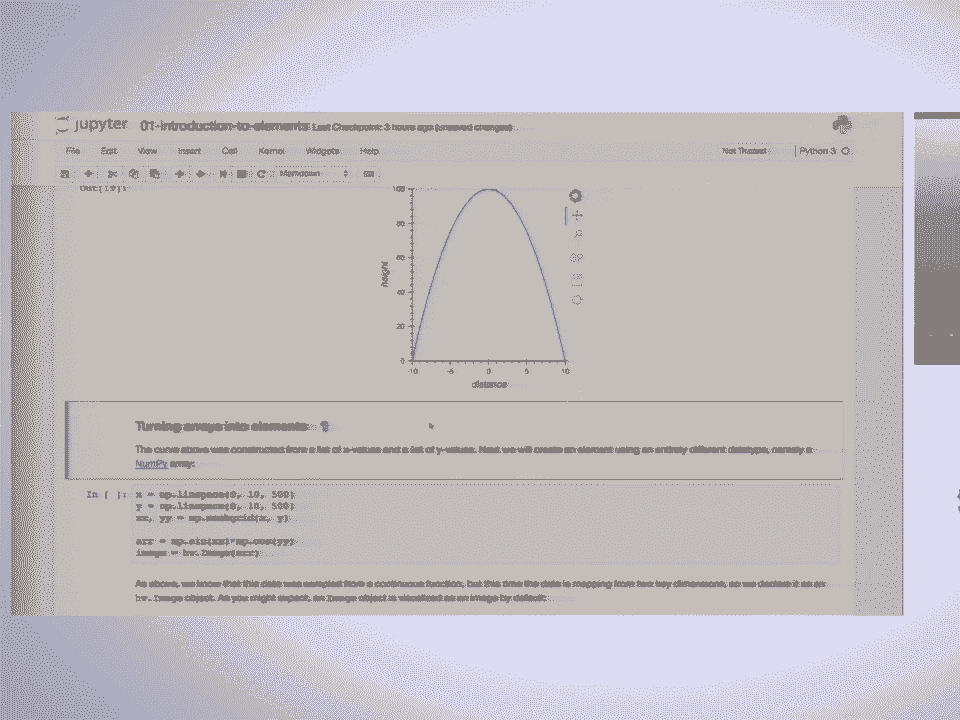 jupyter 01-introduction-to-elements Last Checkpoint: 3 hours ago (unsaved changes)
File Edit View Insert Cell Kernel Widgets Help Not Trusted Python 3
Markdown
Out[19]:
100
80
60
40
20
0
height
-10 -5 0 5 10
distance
Turning arrays into elements ¶
The curve above was constructed from a list of x-values and a list of y-values. Next we will create an element using an entirely different datatype, namely a
NumPy array:
In [ ]: x = np.linspace(0, 10, 500)
y = np.linspace(0, 10, 500)
xx, yy = np.meshgrid(x, y)
arr = np.sin(xx)*np.cos(yy)
image = hv.Image(arr)
As above, we know that this data was sampled from a continuous function, but this time the data is mapping from two key dimensions, so we declare it as an
hv.Image object. As you might expect, an Image object is visualized as an image by default: